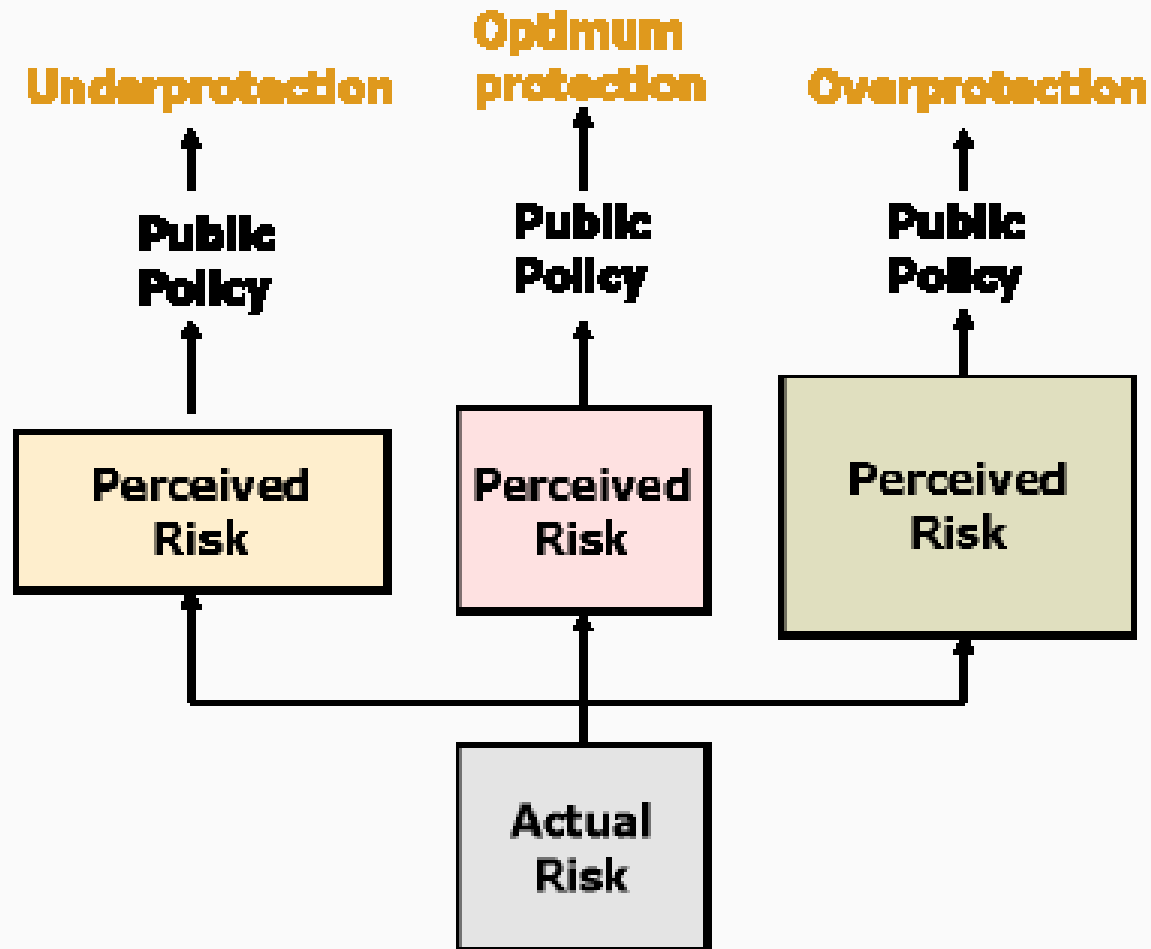 Underprotection
Optimum
protection
Overprotection
Public
Policy
Public
Policy
Public
Policy
Perceived
Risk
Perceived
Risk
Perceived
Risk
Actual
Risk